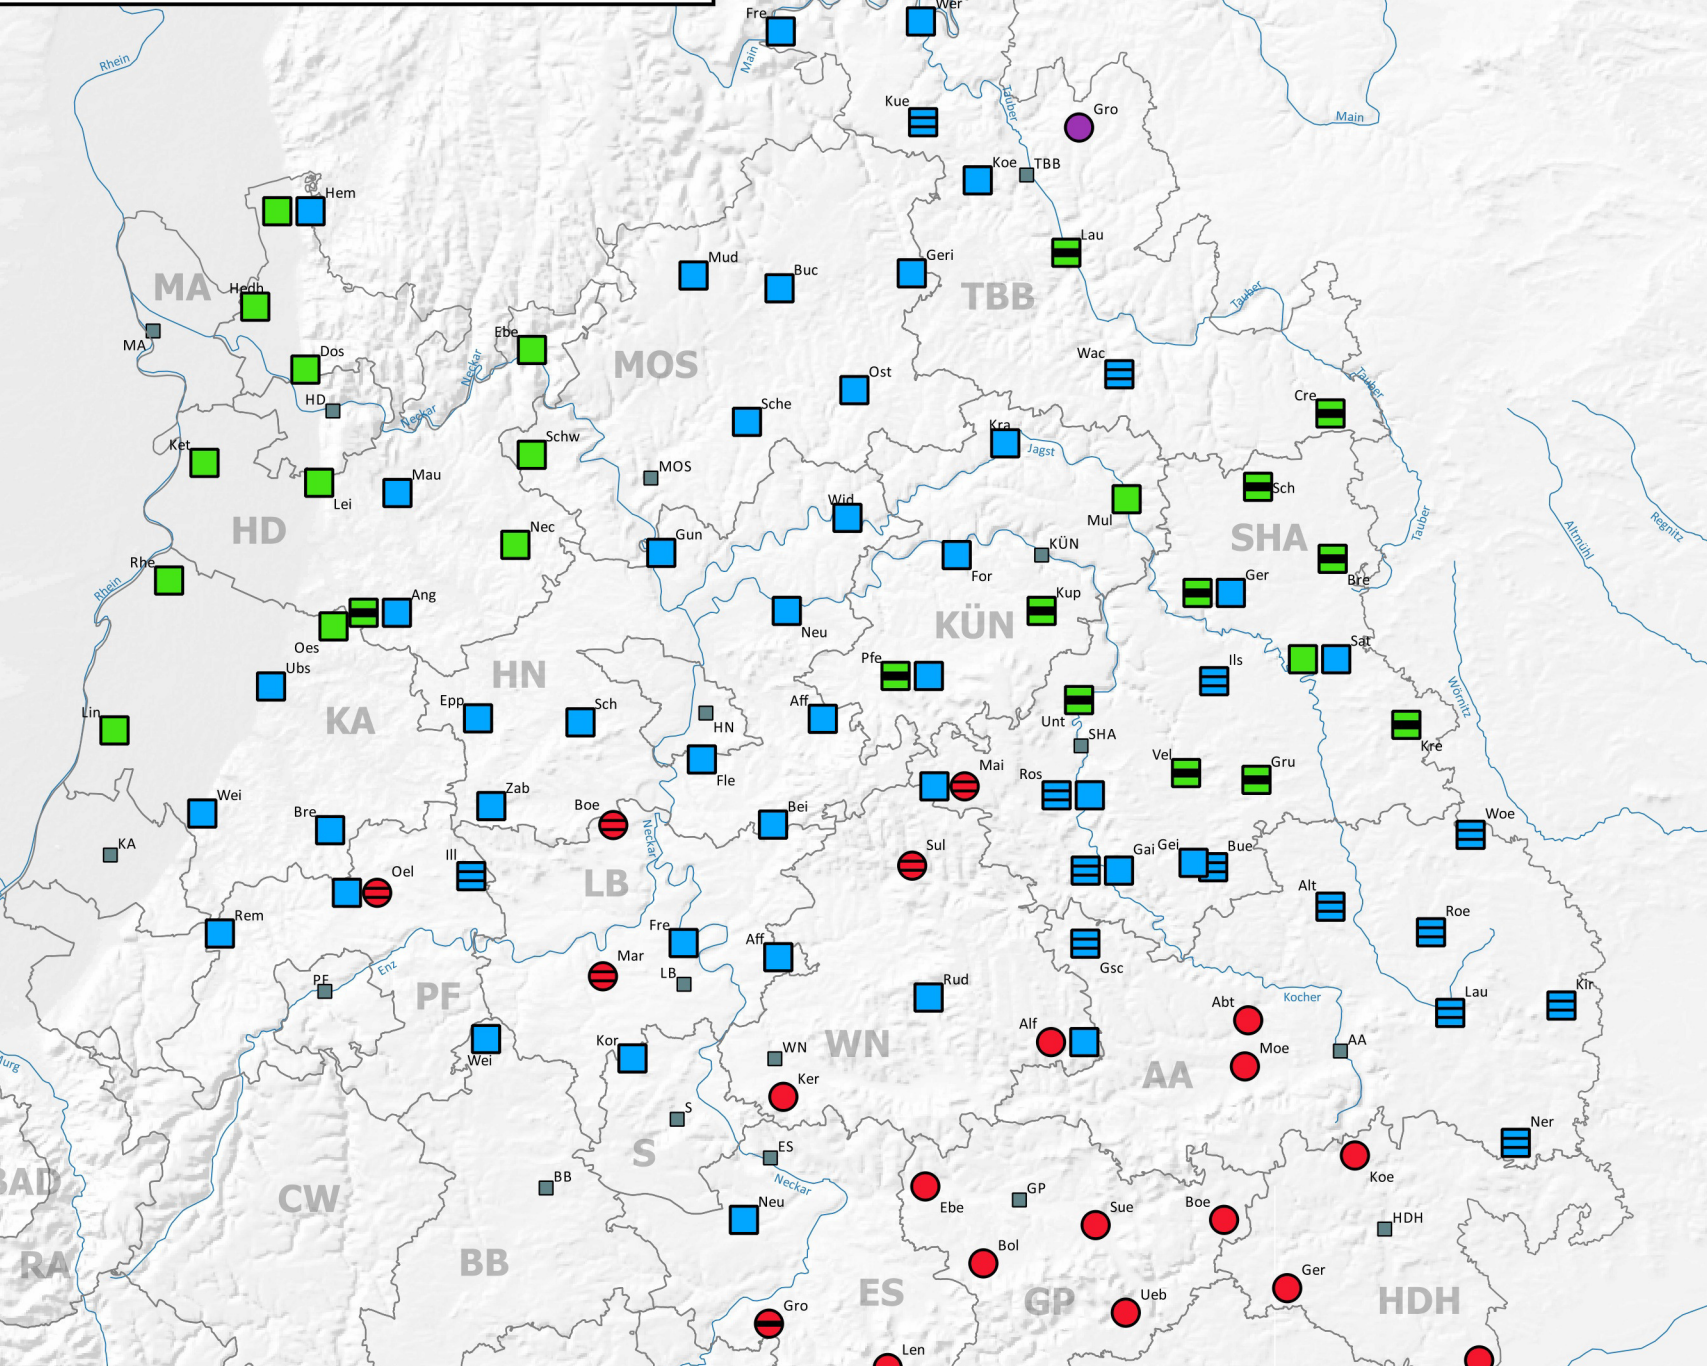 Fre
Wer
Rhein
Main
Kue
Tauber
Gro
Main
Koe
TBB
Hem
Lau
Mud
Buc
Geri
MA
Hedh
TBB
Tauber
MA
Ebe
Dos
Neckar
MOS
Wac
Ost
Tauber
HD
Neckar
Sche
Cre
Kra
Jagst
Ket
Schw
MOS
Lei
Mau
Wid
Mul
Sch
HD
Nec
Gun
SHA
Tauber
Regnitz
Altmühl
Rhe
Rhein
For
KÜN
Bre
Ger
Ang
Kup
Neu
KÜN
Oes
Sat
Ubs
HN
Pfe
Ils
Lin
KA
Epp
Sch
HN
Aff
Unt
SHA
Wörnitz
Kre
Fle
Mai
Ros
Vel
Gru
Wei
Bre
Zab
Boe
Bei
Woe
KA
Neckar
Sul
Ill
Oel
LB
Gai
Gei
Bue
Alt
Roe
Rem
Fre
Aff
Mar
LB
Gsc
Enz
PF
PF
Rud
Kocher
Lau
Kir
Abt
Alf
Kor
Wei
WN
WN
Moe
AA
AA
Murg
Ker
S
S
ES
Ner
Neckar
Koe
BAD
CW
BB
Neu
Ebe
GP
Sue
Boe
HDH
RA
BB
Bol
Ger
ES
GP
Ueb
HDH
Gro
Len